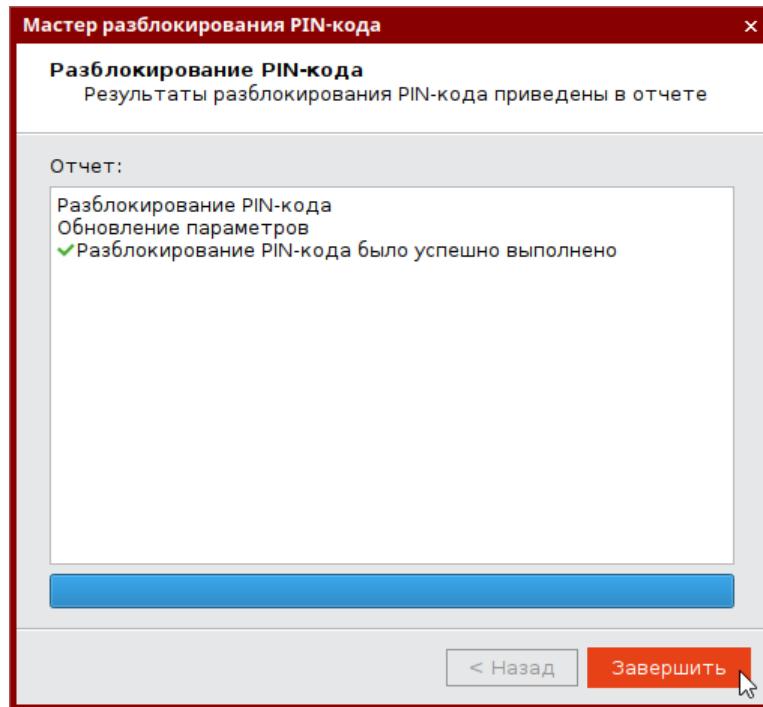 Мастер разблокирования PIN-кода
Разблокирование PIN-кода
Результаты разблокирования PIN-кода приведены в отчете
Отчет:
Разблокирование PIN-кода
Обновление параметров
Разблокирование PIN-кода было успешно выполнено
< Назад
Завершить